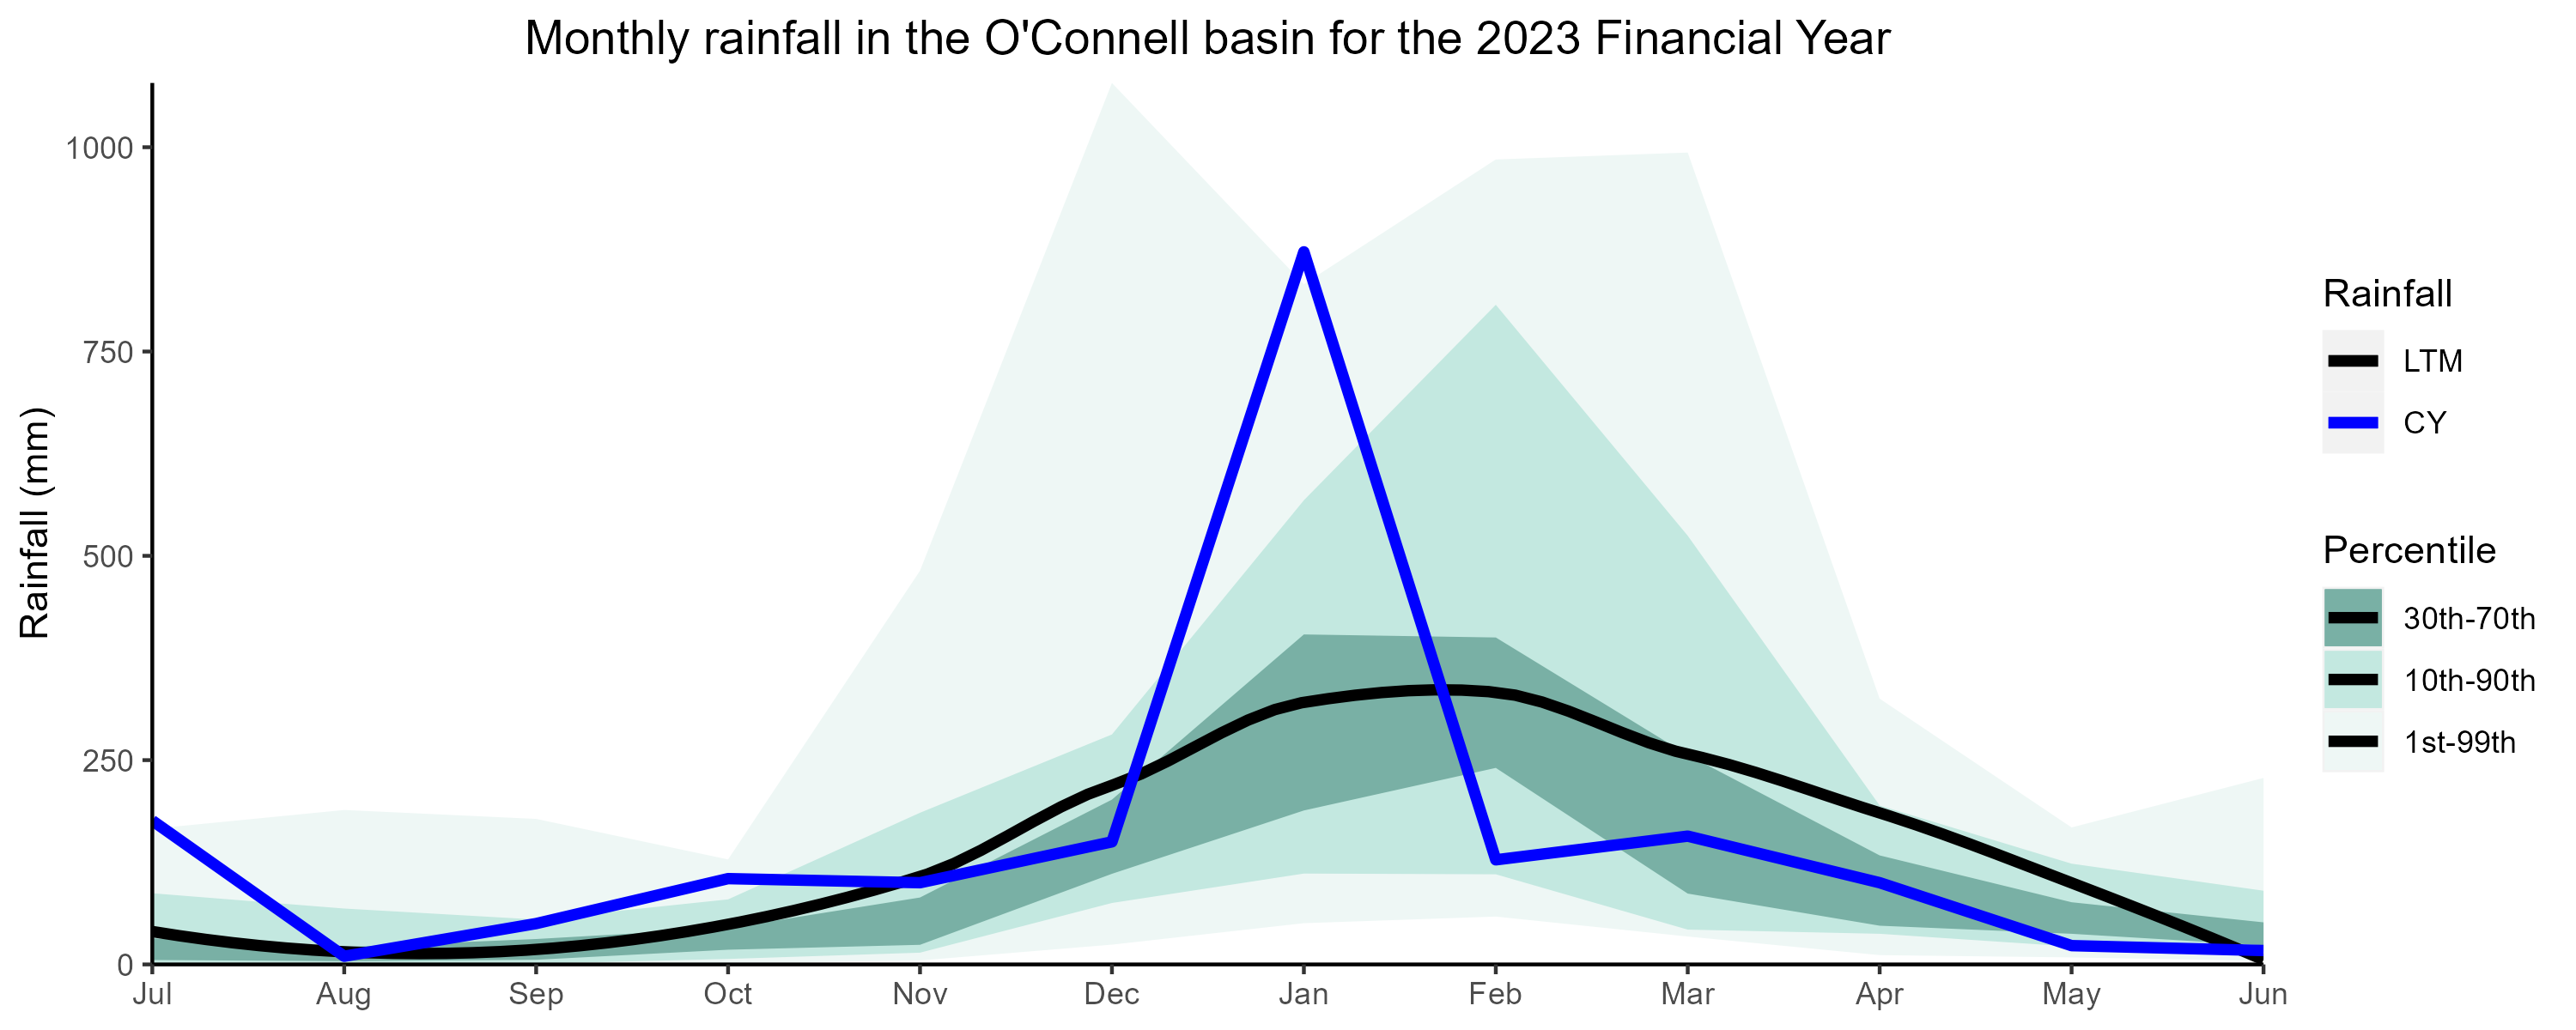 Monthly rainfall in the O'Connell basin for the 2023 Financial Year
Rainfall (mm)
1000
750
500
250
0
Jul Aug Sep Oct Nov Dec Jan Feb Mar Apr May Jun
Rainfall
LTM
CY
Percentile
30th-70th
10th-90th
1st-99th